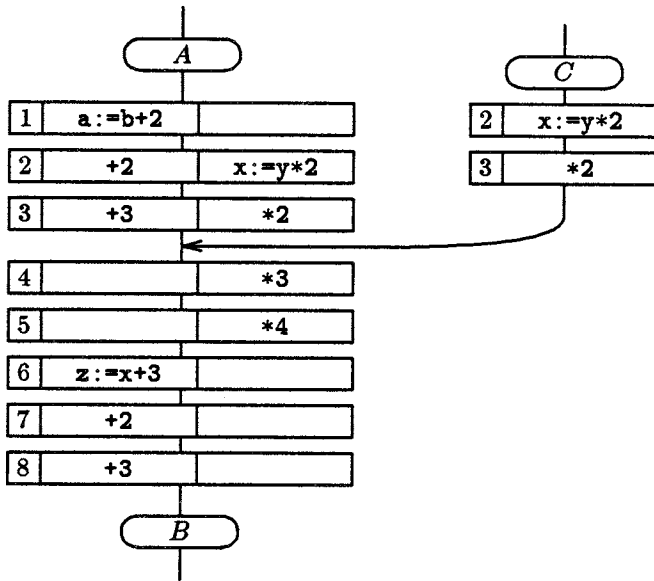 A
1 a:=b+2
2 +2 x:=y*2
3 +3 *2
4 *3
5 *4
6 z:=x+3
7 +2
8 +3
B
C
2 x:=y*2
3 *2